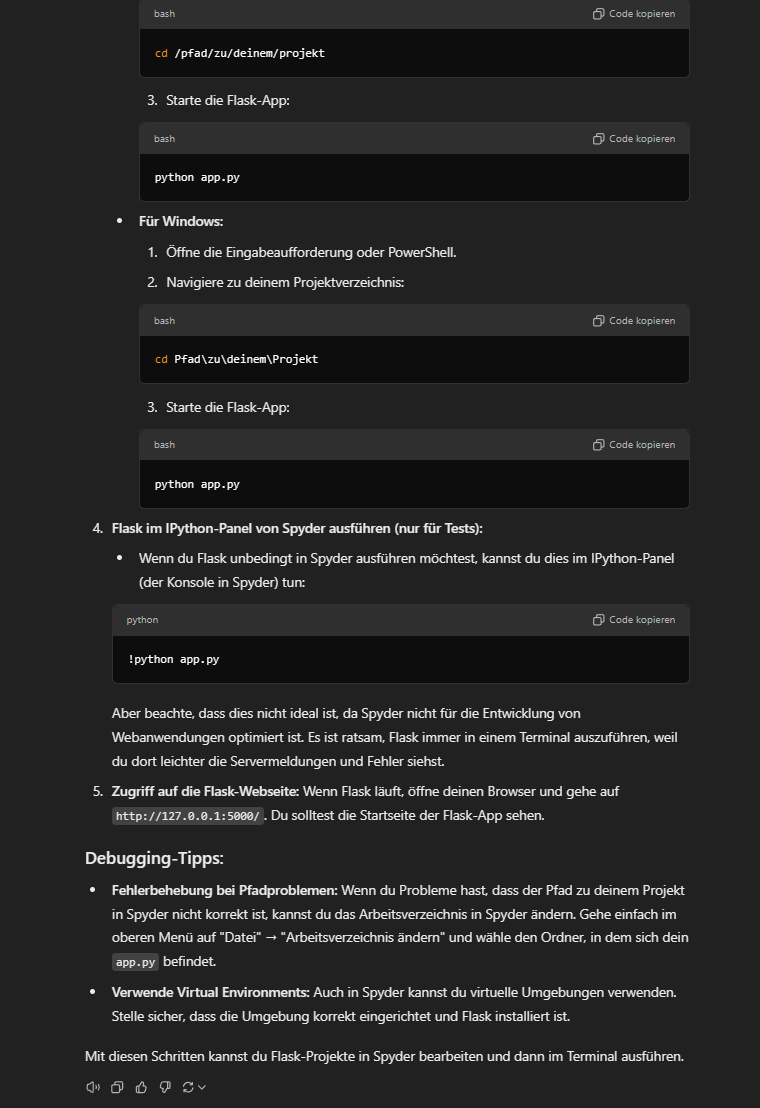 bash
Code kopieren
cd /pfad/zu/deinem/projekt
3. Starte die Flask-App:
bash
Code kopieren
python app.py
• Für Windows:
1. Öffne die Eingabeaufforderung oder PowerShell.
2. Navigiere zu deinem Projektverzeichnis:
bash
Code kopieren
cd Pfad\zu\deinem\Projekt
3. Starte die Flask-App:
bash
Code kopieren
python app.py
4. Flask im IPython-Panel von Spyder ausführen (nur für Tests):
• Wenn du Flask unbedingt in Spyder ausführen möchtest, kannst du dies im IPython-Panel
(der Konsole in Spyder) tun:
python
Code kopieren
!python app.py
Aber beachte, dass dies nicht ideal ist, da Spyder nicht für die Entwicklung von
Webanwendungen optimiert ist. Es ist ratsam, Flask immer in einem Terminal auszuführen, weil
du dort leichter die Servermeldungen und Fehler siehst.
5. Zugriff auf die Flask-Webseite: Wenn Flask läuft, öffne deinen Browser und gehe auf
http://127.0.0.1:5000/. Du solltest die Startseite der Flask-App sehen.
Debugging-Tipps:
• Fehlerbehebung bei Pfadproblemen: Wenn du Probleme hast, dass der Pfad zu deinem Projekt
in Spyder nicht korrekt ist, kannst du das Arbeitsverzeichnis in Spyder ändern. Gehe einfach im
oberen Menü auf "Datei" → "Arbeitsverzeichnis ändern" und wähle den Ordner, in dem sich dein
app.py befindet.
• Verwende Virtual Environments: Auch in Spyder kannst du virtuelle Umgebungen verwenden.
Stelle sicher, dass die Umgebung korrekt eingerichtet und Flask installiert ist.
Mit diesen Schritten kannst du Flask-Projekte in Spyder bearbeiten und dann im Terminal ausführen.